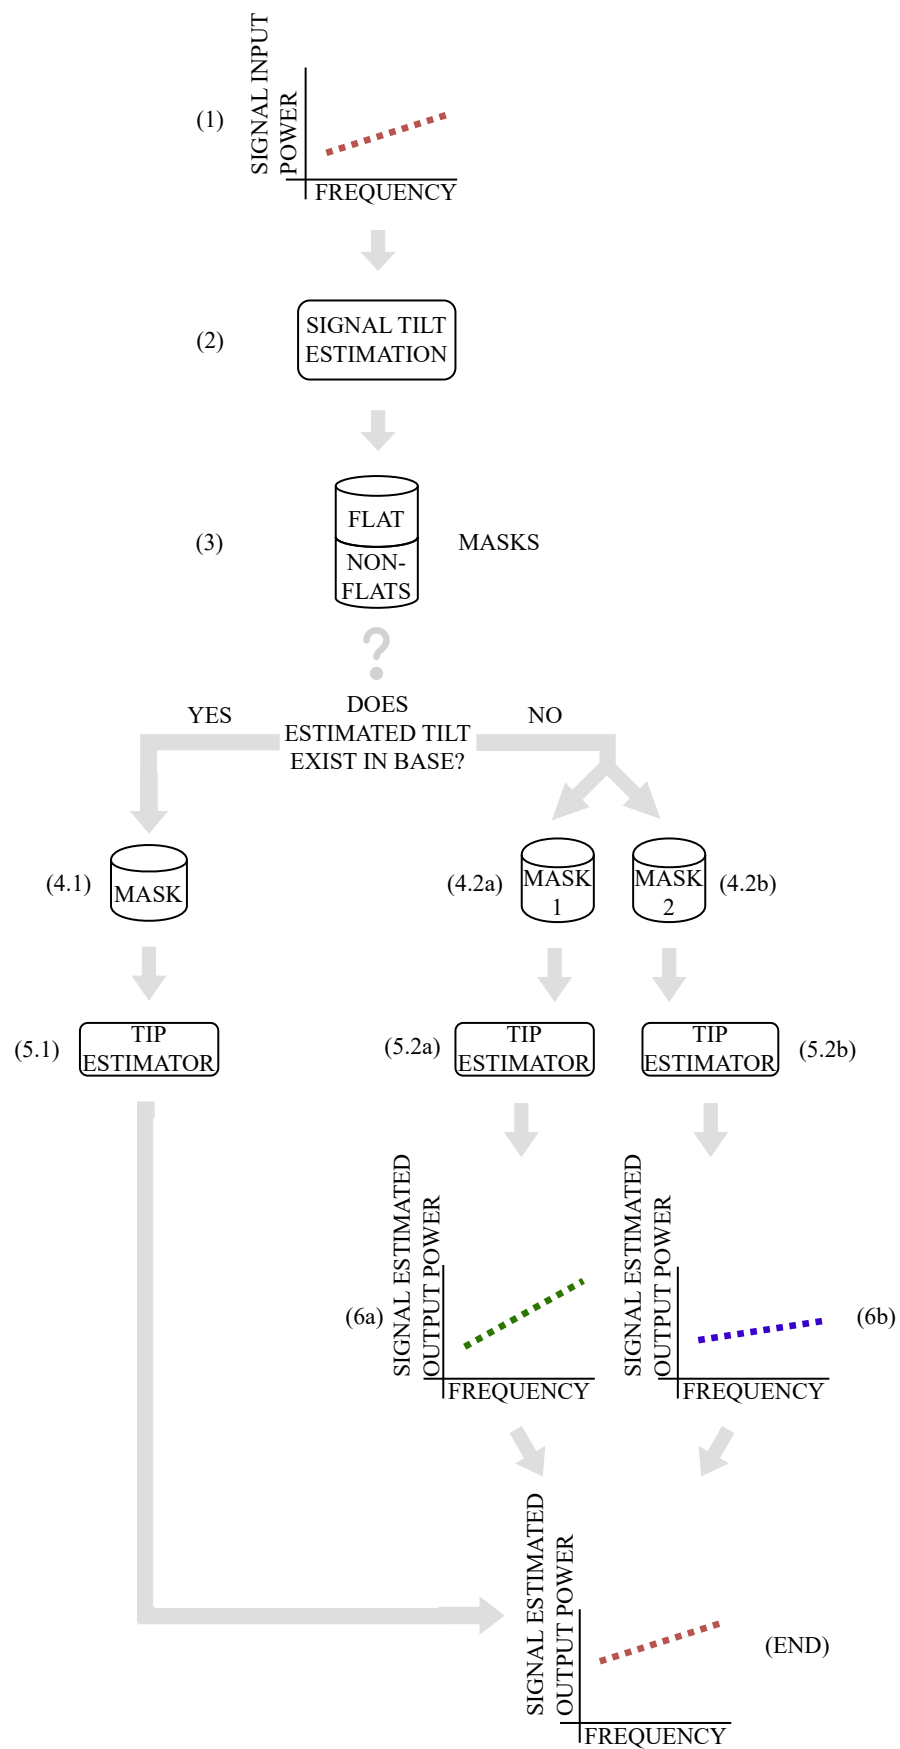 (1)
SIGNAL INPUT
POWER
FREQUENCY
(2)
SIGNAL TILT
ESTIMATION
(3)
FLAT
NON-
FLATS
MASKS
?
DOES
ESTIMATED TILT
EXIST IN BASE?
YES
NO
(4.1)
MASK
(4.2a)
MASK
1
MASK
2
(4.2b)
(5.1)
TIP
ESTIMATOR
(5.2a)
TIP
ESTIMATOR
TIP
ESTIMATOR
(5.2b)
(6a)
SIGNAL ESTIMATED
OUTPUT POWER
FREQUENCY
SIGNAL ESTIMATED
OUTPUT POWER
FREQUENCY
(6b)
SIGNAL ESTIMATED
OUTPUT POWER
FREQUENCY
(END)